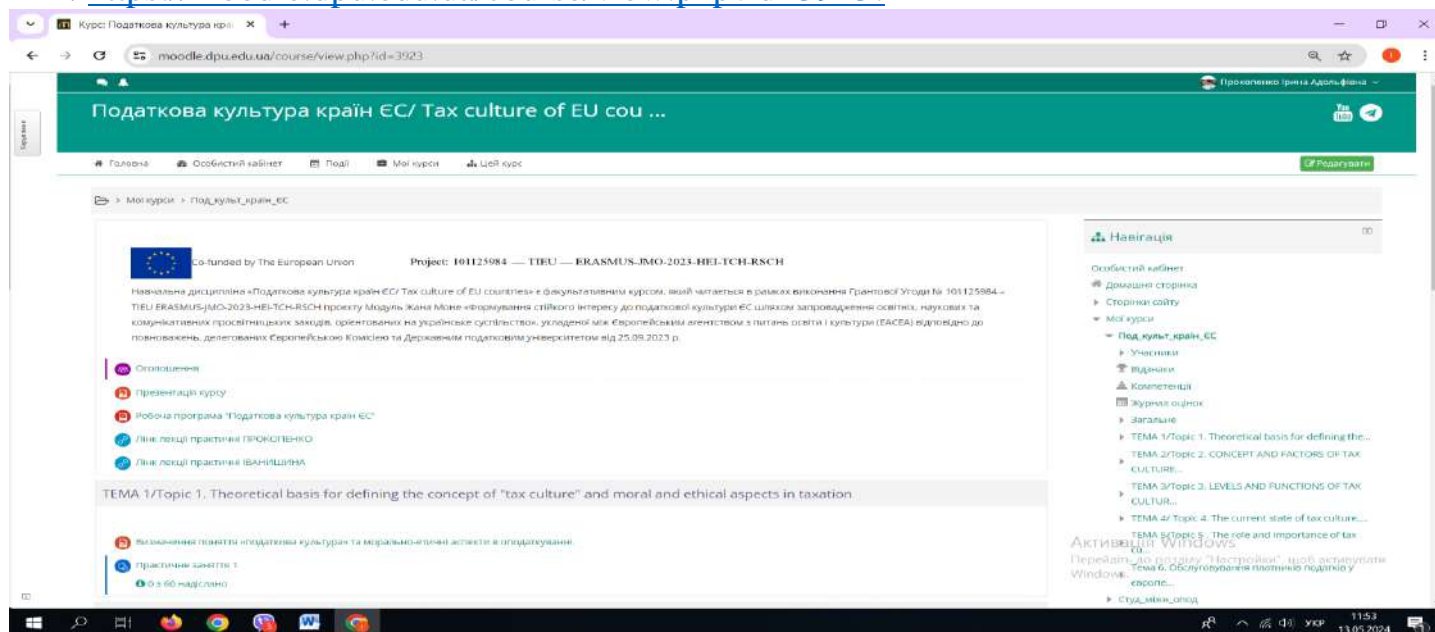 Курс: Податкова культура краї
moodle.dpu.edu.ua/course/view.php?id=3923
Прокопенко Ірина Адольфівна
Податкова культура країн ЄС/ Tax culture of EU cou ...
You Tube
Головна Особистий кабінет Події Мої курси Цей курс
Редагувати
> Мої курси > Под_культ_країн_ЄС
Co-funded by The European Union Project: 101125984 — TIEU — ERASMUS-JMO-2023-HEI-TCH-RSCH
Навчальна дисципліна «Податкова культура країн ЄС/ Tax culture of EU countries» є факультативним курсом, який читається в рамках виконання Грантової Угоди № 101125984 –
TIEU ERASMUS-JMO-2023-HEI-TCH-RSCH проєкту Модуль Жана Моне «Формування стійкого інтересу до податкової культури ЄС шляхом запровадження освітніх, наукових та
комунікативних просвітницьких заходів, орієнтованих на українське суспільство», укладеної між Європейським агентством з питань освіти і культури (EACEA) відповідно до
повноважень, делегованих Європейською Комісією та Державним податковим університетом від 25.09.2023 р.
Оголошення
Презентація курсу
Робоча програма "Податкова культура країн ЄС"
Лінк лекції практичні ПРОКОПЕНКО
Лінк лекції практичні ІВАНИШИНА
ТЕМА 1/Topic 1. Theoretical basis for defining the concept of "tax culture" and moral and ethical aspects in taxation
Визначення поняття «податкова культура» та морально-етичні аспекти в оподаткуванні
Практичне заняття 1
0 з 60 надіслано
Навігація
Особистий кабінет
Домашня сторінка
Сторінки сайту
Мої курси
Под_культ_країн_ЄС
Учасники
Відзнаки
Компетенції
Журнал оцінок
Загальне
ТЕМА 1/Topic 1. Theoretical basis for defining the...
ТЕМА 2/Topic 2. CONCEPT AND FACTORS OF TAX
CULTURE...
ТЕМА 3/Topic 3. LEVELS AND FUNCTIONS OF TAX
CULTUR...
ТЕМА 4/ Topic 4. The current state of tax culture,...
ТЕМА 5/Topic 5 . The role and importance of tax
cu...
Тема 6. Обслуговування платників податків у
європе...
Студ_міжн_опод
Активація Windows
Перейдіть до розділу "Настройки", щоб активувати
Windows.
УКР
11:53
13.05.2024